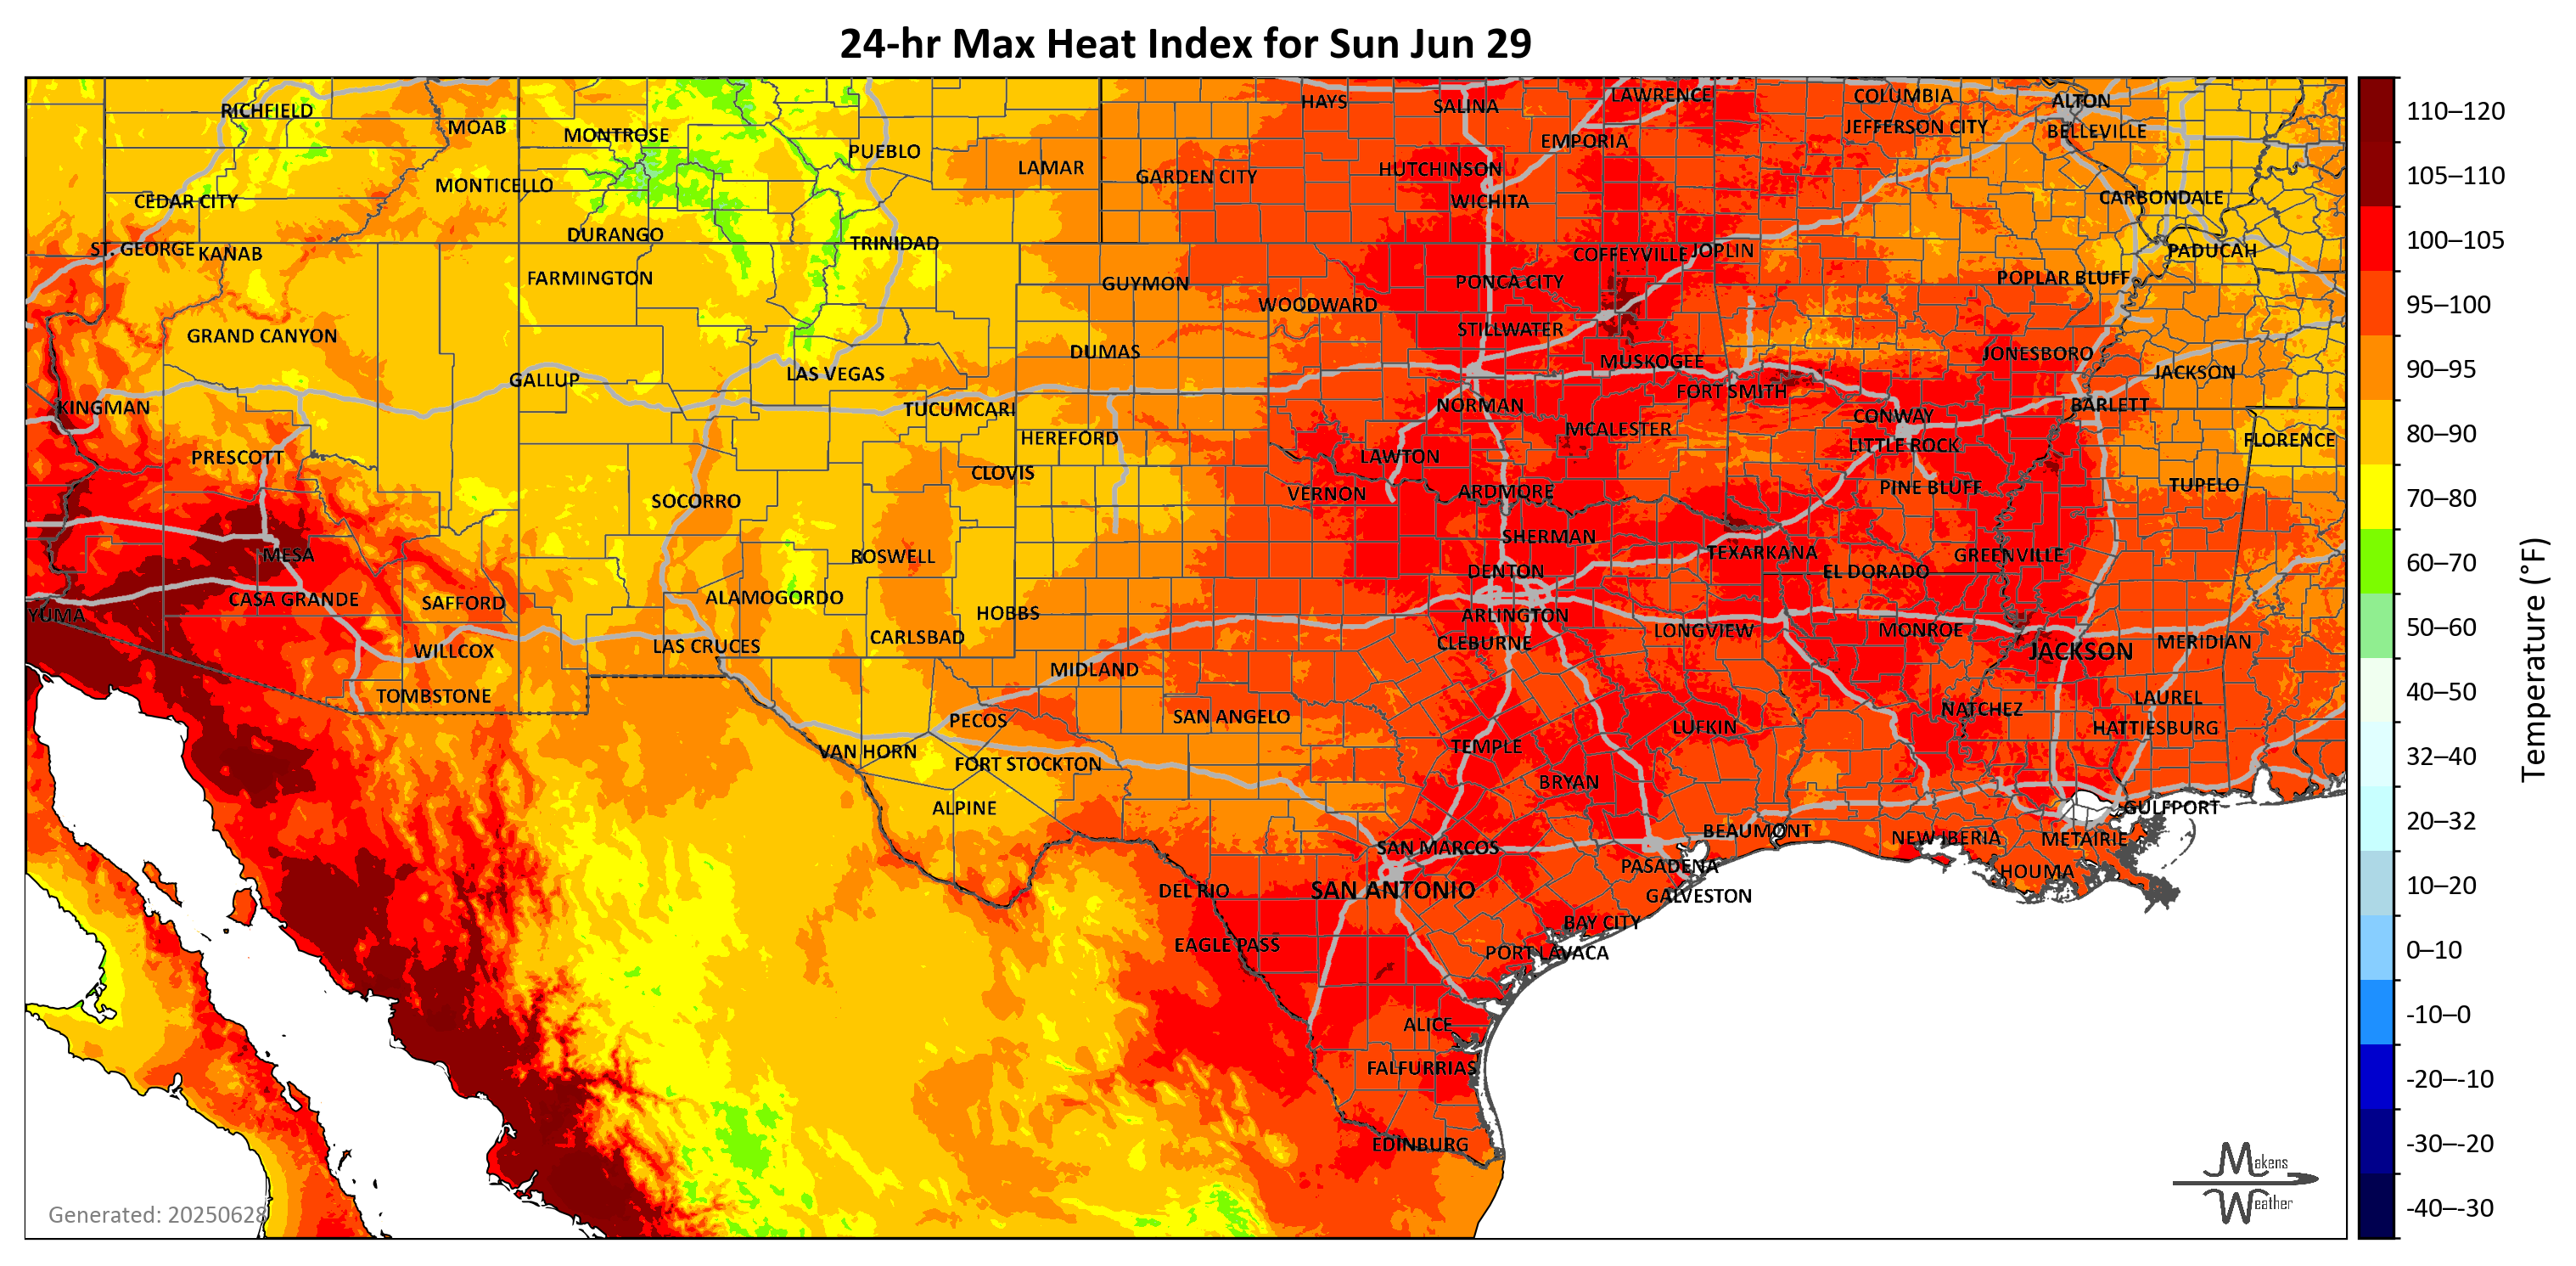 24-hr Max Heat Index for Sun Jun 29
RICHFIELD
MOAB
MONTROSE
PUEBLO
LAMAR
GARDEN CITY
HAYS
SALINA
LAWRENCE
EMPORIA
HUTCHINSON
WICHITA
COLUMBIA
JEFFERSON CITY
ALTON
BELLEVILLE
CARBONDALE
PADUCAH
CEDAR CITY
MONTICELLO
DURANGO
TRINIDAD
ST. GEORGE
KANAB
FARMINGTON
GUYMON
WOODWARD
PONCA CITY
COFFEYVILLE
JOPLIN
POPLAR BLUFF
GRAND CANYON
STILLWATER
DUMAS
MUSKOGEE
JONESBORO
JACKSON
GALLUP
LAS VEGAS
FORT SMITH
KINGMAN
TUCUMCARI
NORMAN
CONWAY
BARLETT
HEREFORD
MCALESTER
LITTLE ROCK
FLORENCE
PRESCOTT
CLOVIS
LAWTON
VERNON
ARDMORE
PINE BLUFF
TUPELO
SOCORRO
SHERMAN
MESA
ROSWELL
TEXARKANA
GREENVILLE
DENTON
EL DORADO
CASA GRANDE
SAFFORD
ALAMOGORDO
HOBBS
ARLINGTON
YUMA
CARLSBAD
LAS CRUCES
CLEBURNE
LONGVIEW
MONROE
JACKSON
MERIDIAN
WILLCOX
MIDLAND
TOMBSTONE
LAUREL
PECOS
SAN ANGELO
NATCHEZ
HATTIESBURG
LUFKIN
TEMPLE
VAN HORN
FORT STOCKTON
BRYAN
ALPINE
GULFPORT
BEAUMONT
NEW IBERIA
METAIRIE
SAN MARCOS
PASADENA
HOUMA
DEL RIO
SAN ANTONIO
GALVESTON
BAY CITY
EAGLE PASS
PORT LAVACA
ALICE
FALFURRIAS
EDINBURG
Generated: 20250628
Makens
Weather
110–120
105–110
100–105
95–100
90–95
80–90
70–80
60–70
50–60
40–50
32–40
20–32
10–20
0–10
-10–0
-20–-10
-30–-20
-40–-30
Temperature (°F)